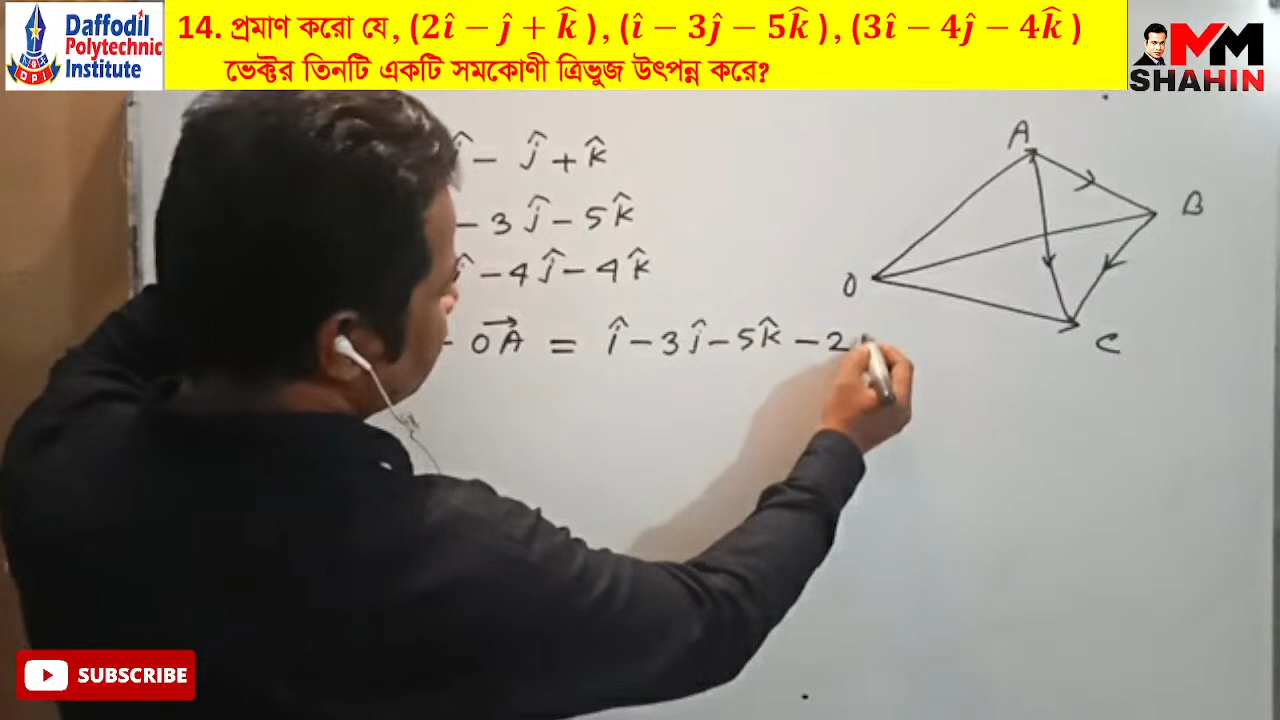 Daffodil
Polytechnic
Institute
DPI
14. প্রমাণ করো যে, (2î − ĵ + k̂), (î − 3ĵ − 5k̂), (3î − 4ĵ − 4k̂)
ভেক্টর তিনটি একটি সমকোণী ত্রিভুজ উৎপন্ন করে?
MM
SHAHIN
î − ĵ + k̂
− 3ĵ − 5k̂
î − 4ĵ − 4k̂
− OA⃗ = î − 3ĵ − 5k̂ − 2
A
B
O
C
SUBSCRIBE